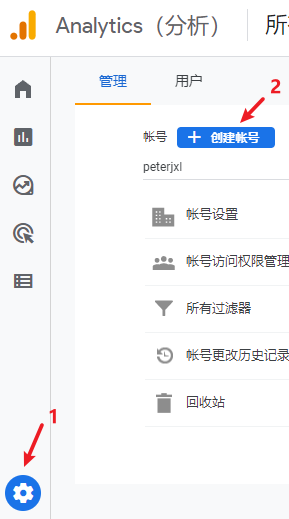 Analytics（分析）
管理
用户
2
帐号
+ 创建帐号
peterjxl
帐号设置
帐号访问权限管理
所有过滤器
帐号更改历史记录
回收站
1